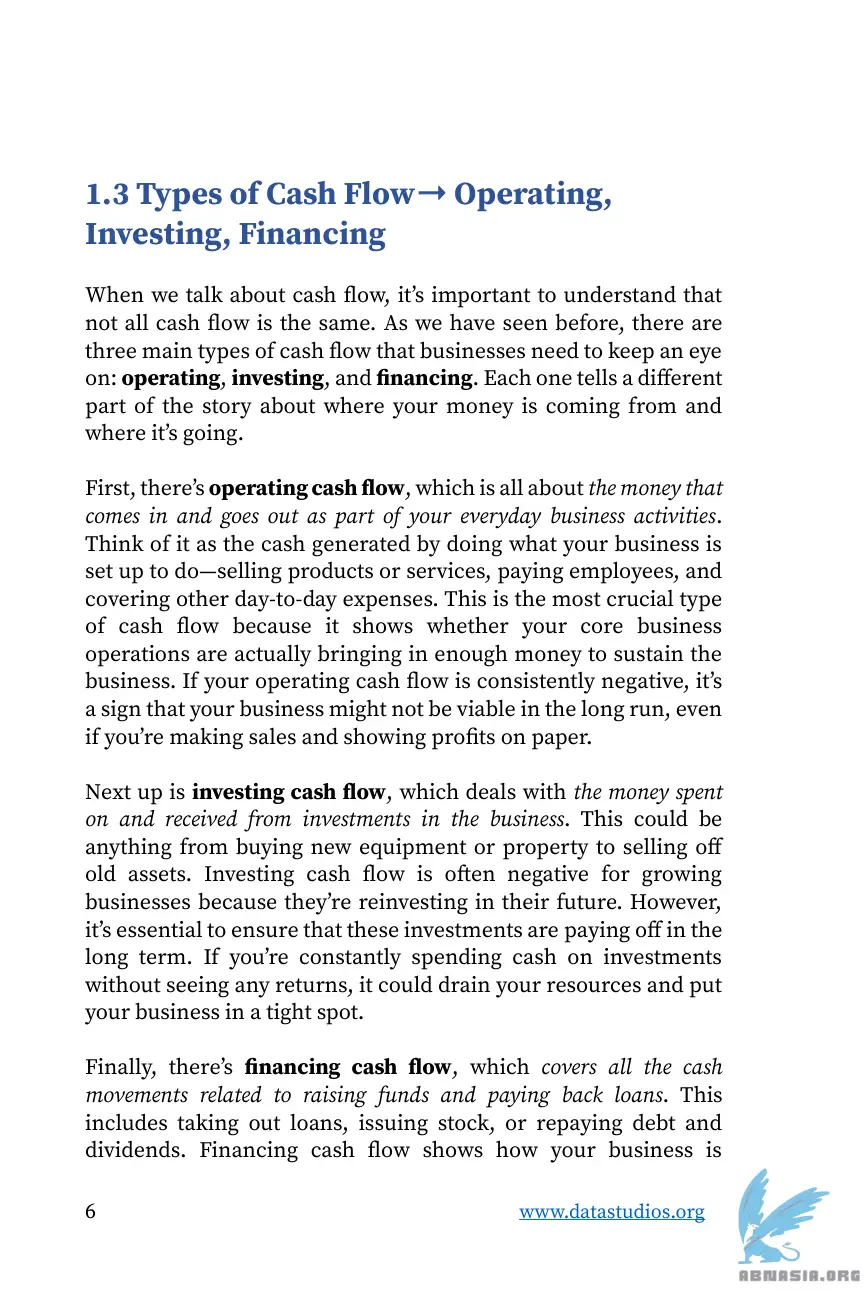 1.3 Types of Cash Flow→ Operating,
Investing, Financing
When we talk about cash flow, it’s important to understand that
not all cash flow is the same. As we have seen before, there are
three main types of cash flow that businesses need to keep an eye
on: operating, investing, and financing. Each one tells a different
part of the story about where your money is coming from and
where it’s going.
First, there’s operating cash flow, which is all about the money that
comes in and goes out as part of your everyday business activities.
Think of it as the cash generated by doing what your business is
set up to do—selling products or services, paying employees, and
covering other day-to-day expenses. This is the most crucial type
of cash flow because it shows whether your core business
operations are actually bringing in enough money to sustain the
business. If your operating cash flow is consistently negative, it’s
a sign that your business might not be viable in the long run, even
if you’re making sales and showing profits on paper.
Next up is investing cash flow, which deals with the money spent
on and received from investments in the business. This could be
anything from buying new equipment or property to selling off
old assets. Investing cash flow is often negative for growing
businesses because they’re reinvesting in their future. However,
it’s essential to ensure that these investments are paying off in the
long term. If you’re constantly spending cash on investments
without seeing any returns, it could drain your resources and put
your business in a tight spot.
Finally, there’s financing cash flow, which covers all the cash
movements related to raising funds and paying back loans. This
includes taking out loans, issuing stock, or repaying debt and
dividends. Financing cash flow shows how your business is
6 www.datastudios.org
ABNASIA.ORG